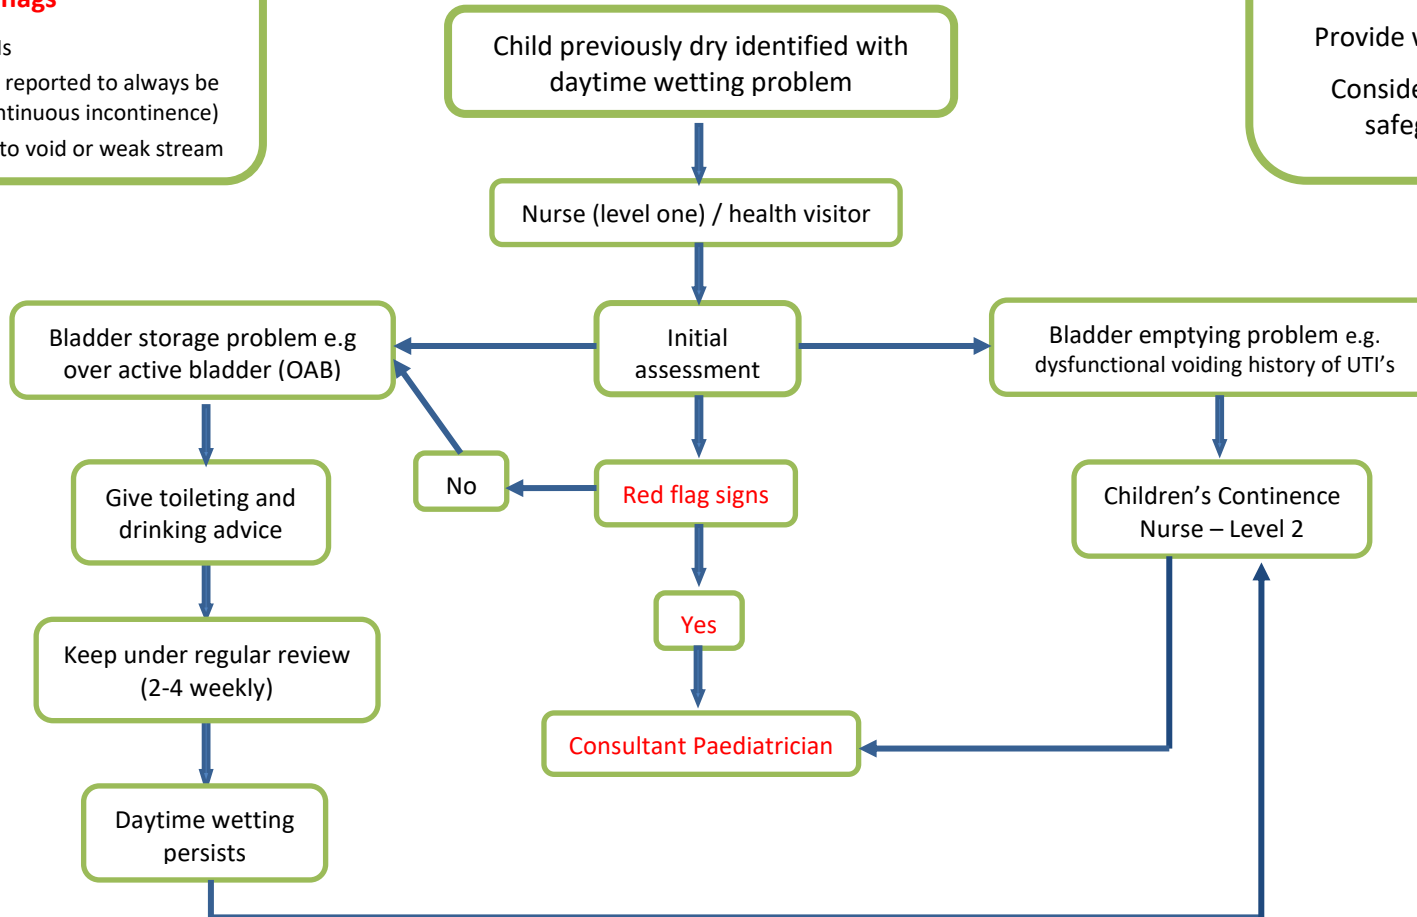 flags
reported to always be
incontinence)
to void or weak stream
Child previously dry identified with
daytime wetting problem
Provide
Nurse (level one) / health visitor
Bladder storage problem e.g
over active bladder (OAB)
Initial
assessment
Bladder emptying problem e.g.
dysfunctional voiding history of UTI’s
No
Red flag signs
Give toileting and
drinking advice
Children’s Continence
Nurse – Level 2
Yes
Keep under regular review
(2-4 weekly)
Consultant Paediatrician
Daytime wetting
persists